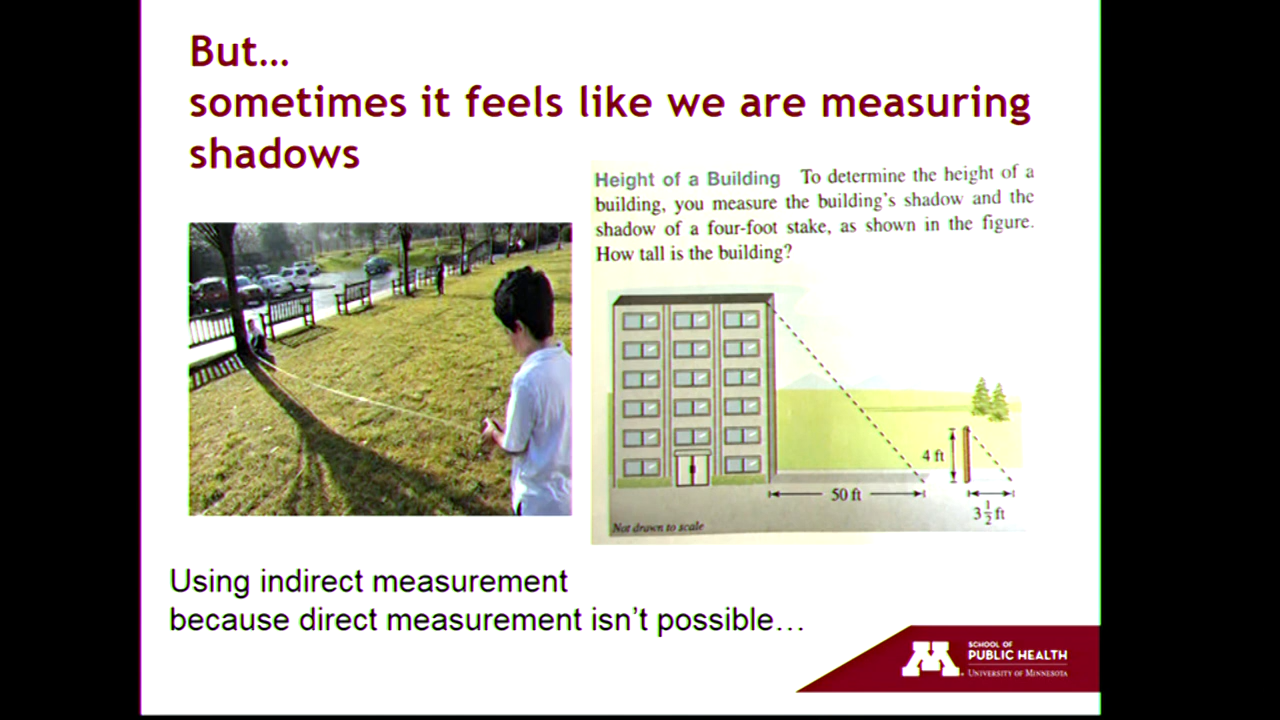 But...
sometimes it feels like we are measuring
shadows
Height of a Building To determine the height of a
building, you measure the building's shadow and the
shadow of a four-foot stake, as shown in the figure.
How tall is the building?
4 ft
50 ft
3 1/2 ft
Not drawn to scale
Using indirect measurement
because direct measurement isn't possible...
M
SCHOOL OF
PUBLIC HEALTH
UNIVERSITY OF MINNESOTA